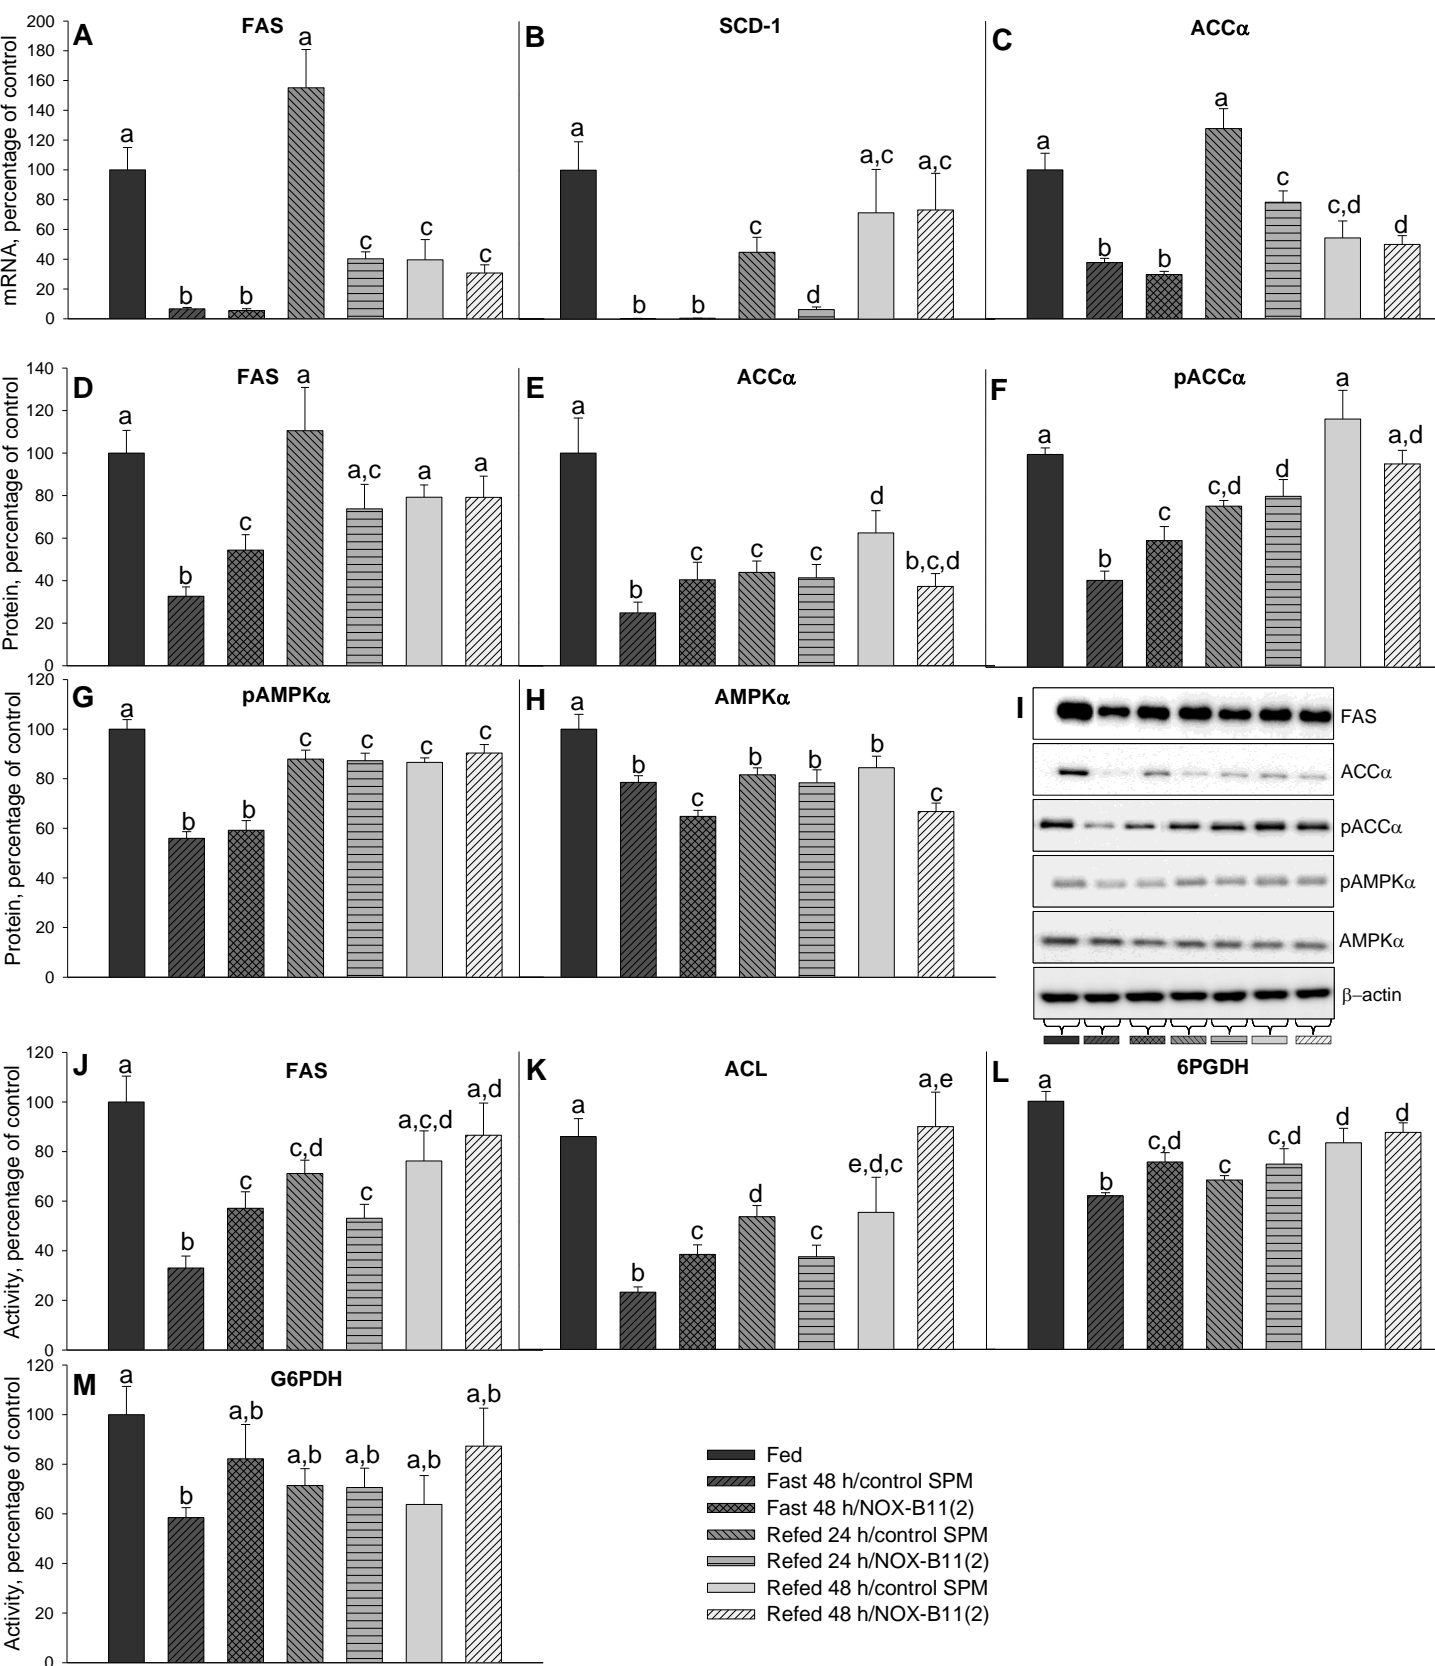 A FAS
B SCD-1
C ACCα
mRNA, percentage of control
200
180
160
140
120
100
80
60
40
20
0
a b b a c c c
a b b c d a,c a,c
a b b a c c,d d
D FAS
E ACCα
F pACCα
Protein, percentage of control
140
120
100
80
60
40
20
0
a b c a a,c a a
a b c c c d b,c,d
a b c c,d d a a,d
G pAMPKα
H AMPKα
Protein, percentage of control
120
100
80
60
40
20
0
a b b c c c c
a b c b b b c
I
FAS
ACCα
pACCα
pAMPKα
AMPKα
β–actin
J FAS
K ACL
L 6PGDH
Activity, percentage of control
120
100
80
60
40
20
0
a b c c,d c a,c,d a,d
a b c d c e,d,c a,e
a b c,d c c,d d d
M G6PDH
Activity, percentage of control
120
100
80
60
40
20
0
a b a,b a,b a,b a,b a,b
Fed
Fast 48 h/control SPM
Fast 48 h/NOX-B11(2)
Refed 24 h/control SPM
Refed 24 h/NOX-B11(2)
Refed 48 h/control SPM
Refed 48 h/NOX-B11(2)